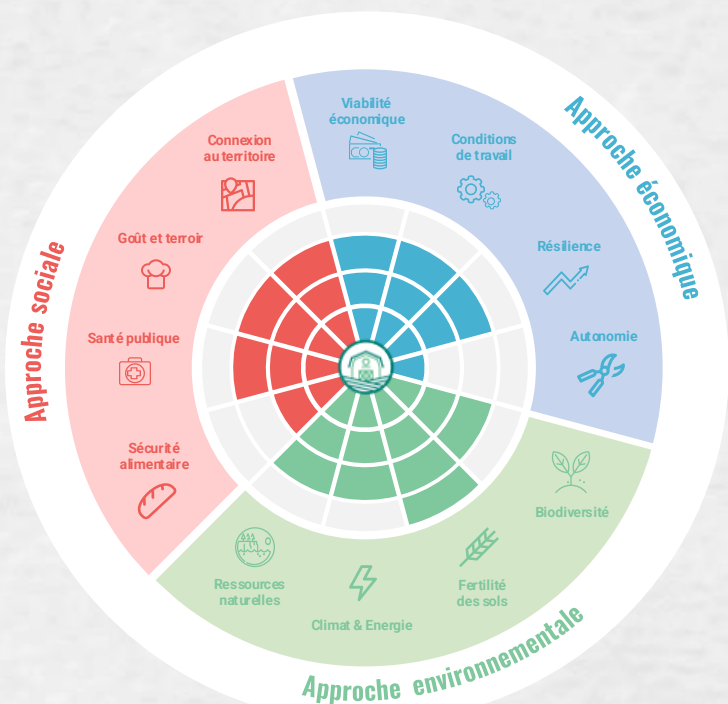 Approche économique
Viabilité
économique
Conditions
de travail
Résilience
Autonomie
Approche environnementale
Biodiversité
Fertilité
des sols
Climat & Energie
Ressources
naturelles
Approche sociale
Sécurité
alimentaire
Santé publique
Goût et terroir
Connexion
au territoire